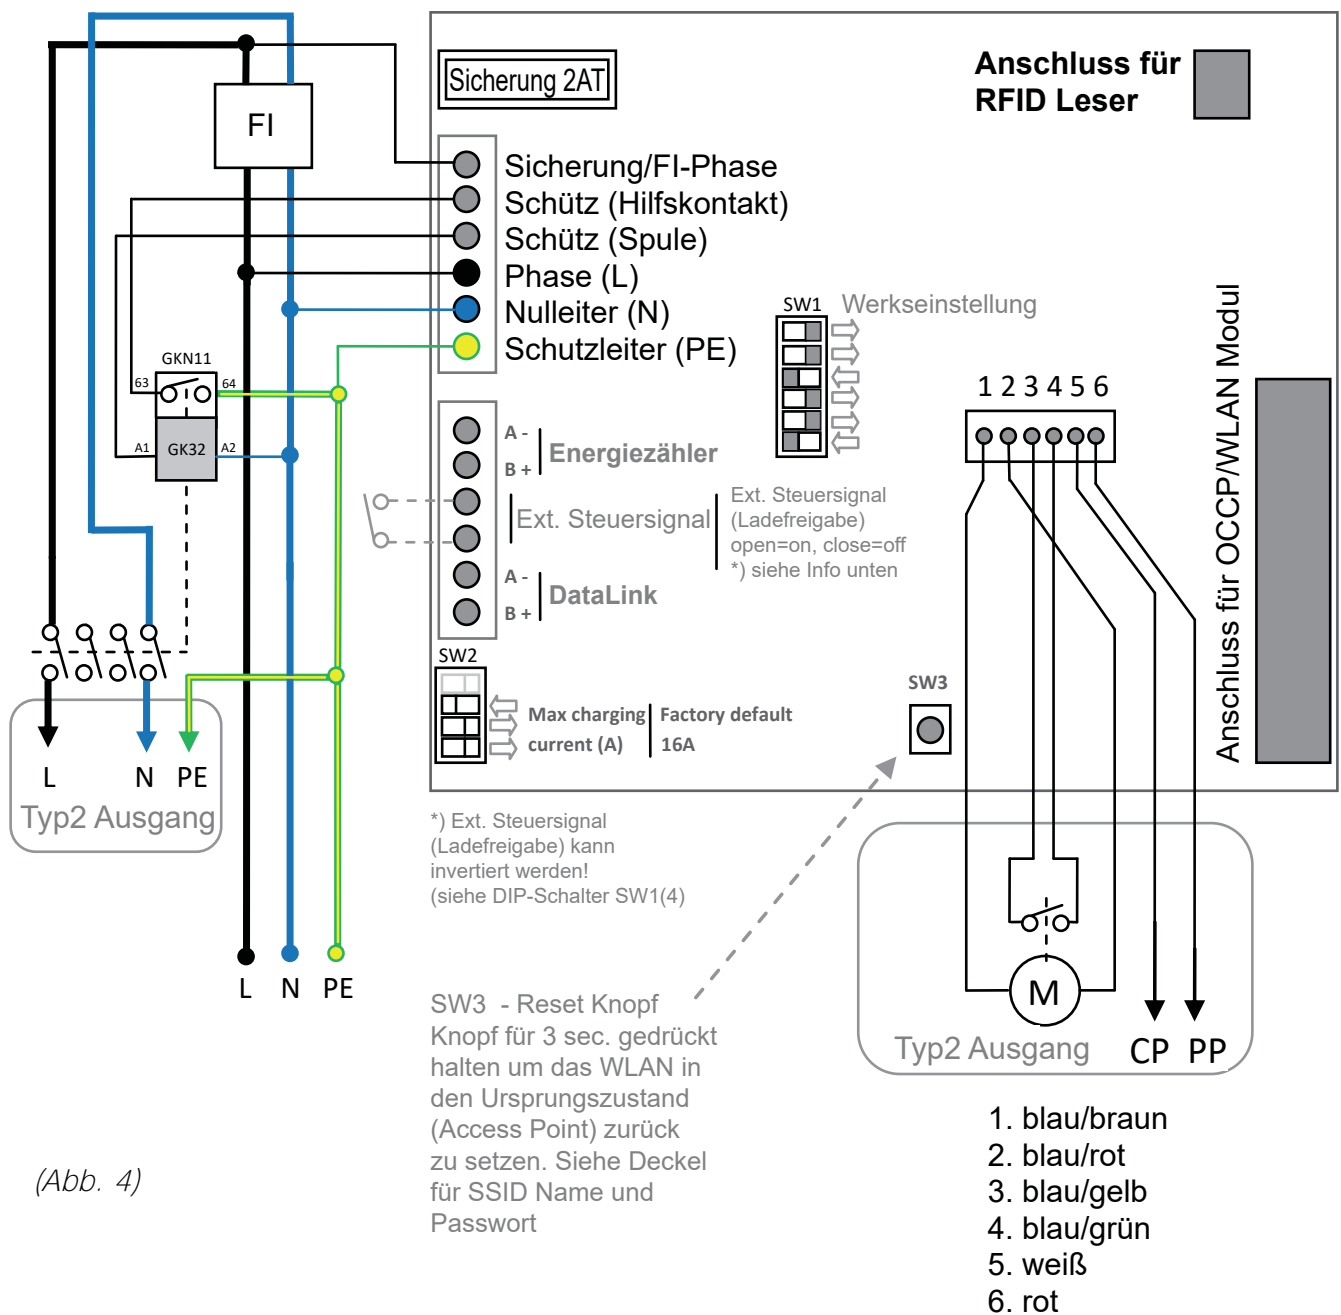 Sicherung 2AT
Anschluss für
RFID Leser
FI
Sicherung/FI-Phase
Schütz (Hilfskontakt)
Schütz (Spule)
Phase (L)
Nulleiter (N)
Schutzleiter (PE)
SW1
Werkseinstellung
GKN11
63
64
A1
GK32
A2
A -
B +
Energiezähler
Ext. Steuersignal
Ext. Steuersignal
(Ladefreigabe)
open=on, close=off
*) siehe Info unten
A -
B +
DataLink
1 2 3 4 5 6
Anschluss für OCCP/WLAN Modul
SW2
Max charging
current (A)
Factory default
16A
SW3
L
N
PE
Typ2 Ausgang
*) Ext. Steuersignal
(Ladefreigabe) kann
invertiert werden!
(siehe DIP-Schalter SW1(4)
L
N
PE
M
Typ2 Ausgang
CP
PP
SW3 - Reset Knopf
Knopf für 3 sec. gedrückt
halten um das WLAN in
den Ursprungszustand
(Access Point) zurück
zu setzen. Siehe Deckel
für SSID Name und
Passwort
1. blau/braun
2. blau/rot
3. blau/gelb
4. blau/grün
5. weiß
6. rot
(Abb. 4)